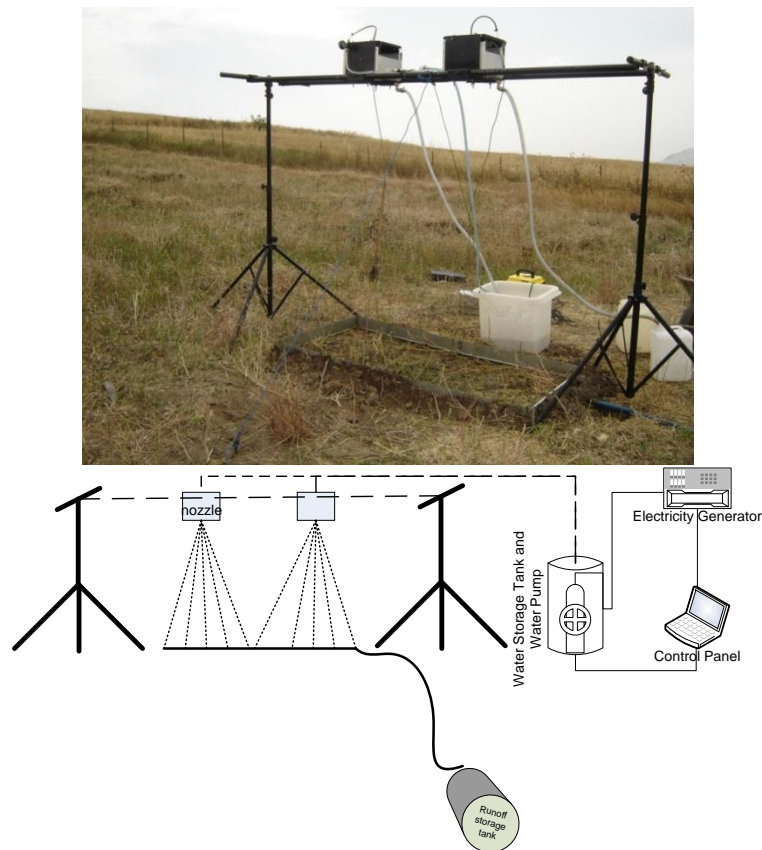 nozzle
Electricity Generator
Water Storage Tank and
Water Pump
Control Panel
Runoff
storage
tank